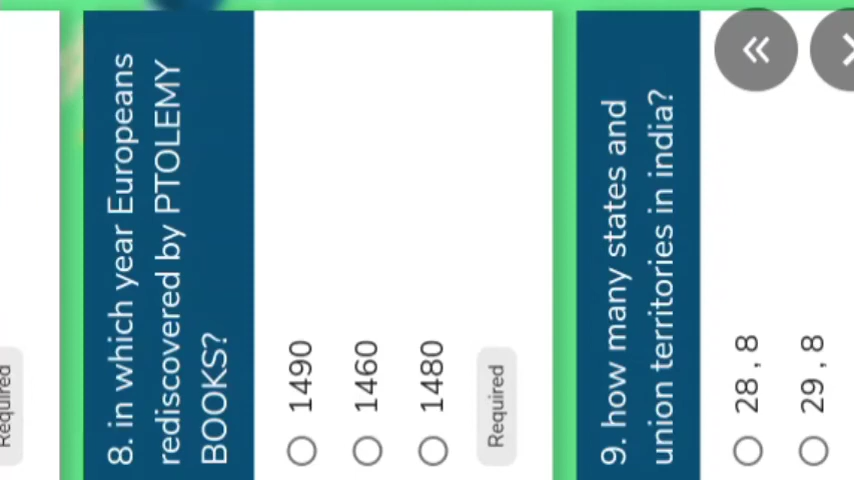 Required
8. in which year Europeans
rediscovered by PTOLEMY
BOOKS?
1490
1460
1480
Required
9. how many states and
union territories in india?
28 , 8
29 , 8